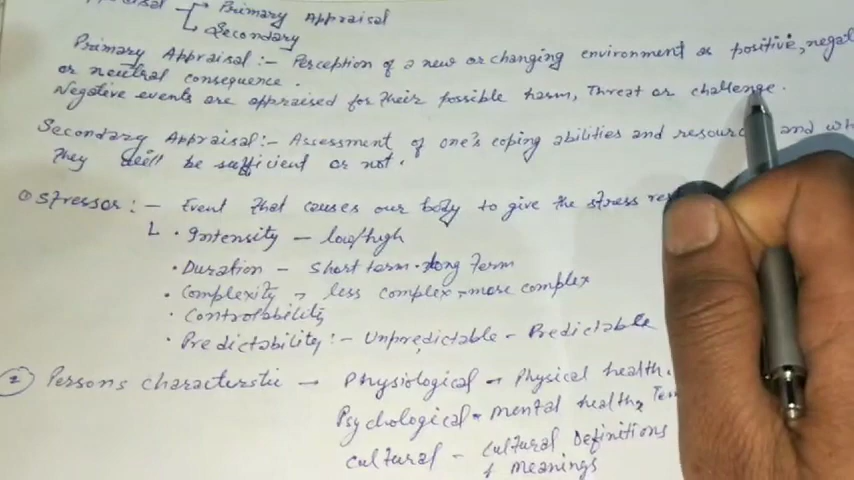 Primary Appraisal
Secondary
Primary Appraisal :- Perception of a new or changing environment as positive, negat
or neutral consequence.
Negative events are appraised for their possible harm, Threat or challenge.
Secondary Appraisal :- Assessment of one's coping abilities and resourc and wh
They will be sufficient or not.
① Stressor :- Event That causes our body to give the stress res
· Intensity - low/high
· Duration - Short term · long Term
· Complexity - less complex - more complex
· Controlability
· Predictability :- Unpredictable - Predictable
② Persons characterstic → Physiological - Physical health.
Psychological - mental health, Te
Cultural - Cultural Definitions
& Meanings